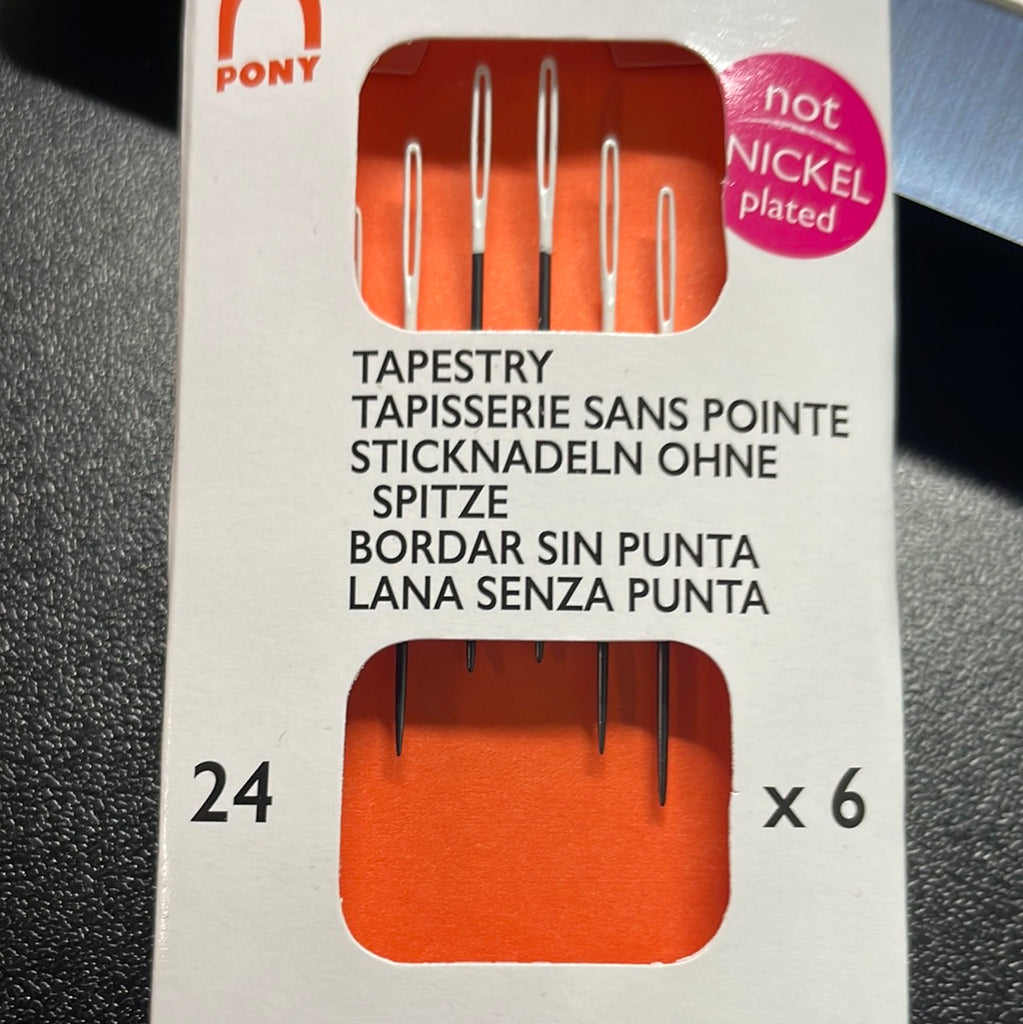 PONY
not
NICKEL
plated
TAPESTRY
TAPISSERIE SANS POINTE
STICKNADELN OHNE
SPITZE
BORDAR SIN PUNTA
LANA SENZA PUNTA
24
x 6